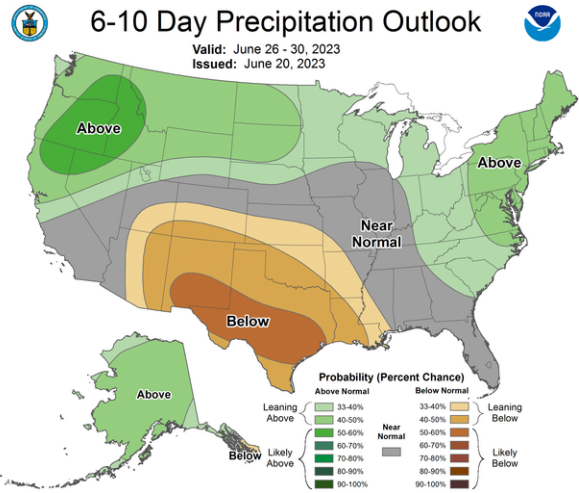 6-10 Day Precipitation Outlook
NOAA
Valid: June 26 - 30, 2023
Issued: June 20, 2023
Above
Above
Near
Normal
Below
Above
Below
Probability (Percent Chance)
Above Normal
Below Normal
Leaning
Above
33-40%
40-50%
Likely
Above
50-60%
60-70%
70-80%
80-90%
90-100%
Near
Normal
33-40%
40-50%
Leaning
Below
50-60%
60-70%
70-80%
80-90%
90-100%
Likely
Below